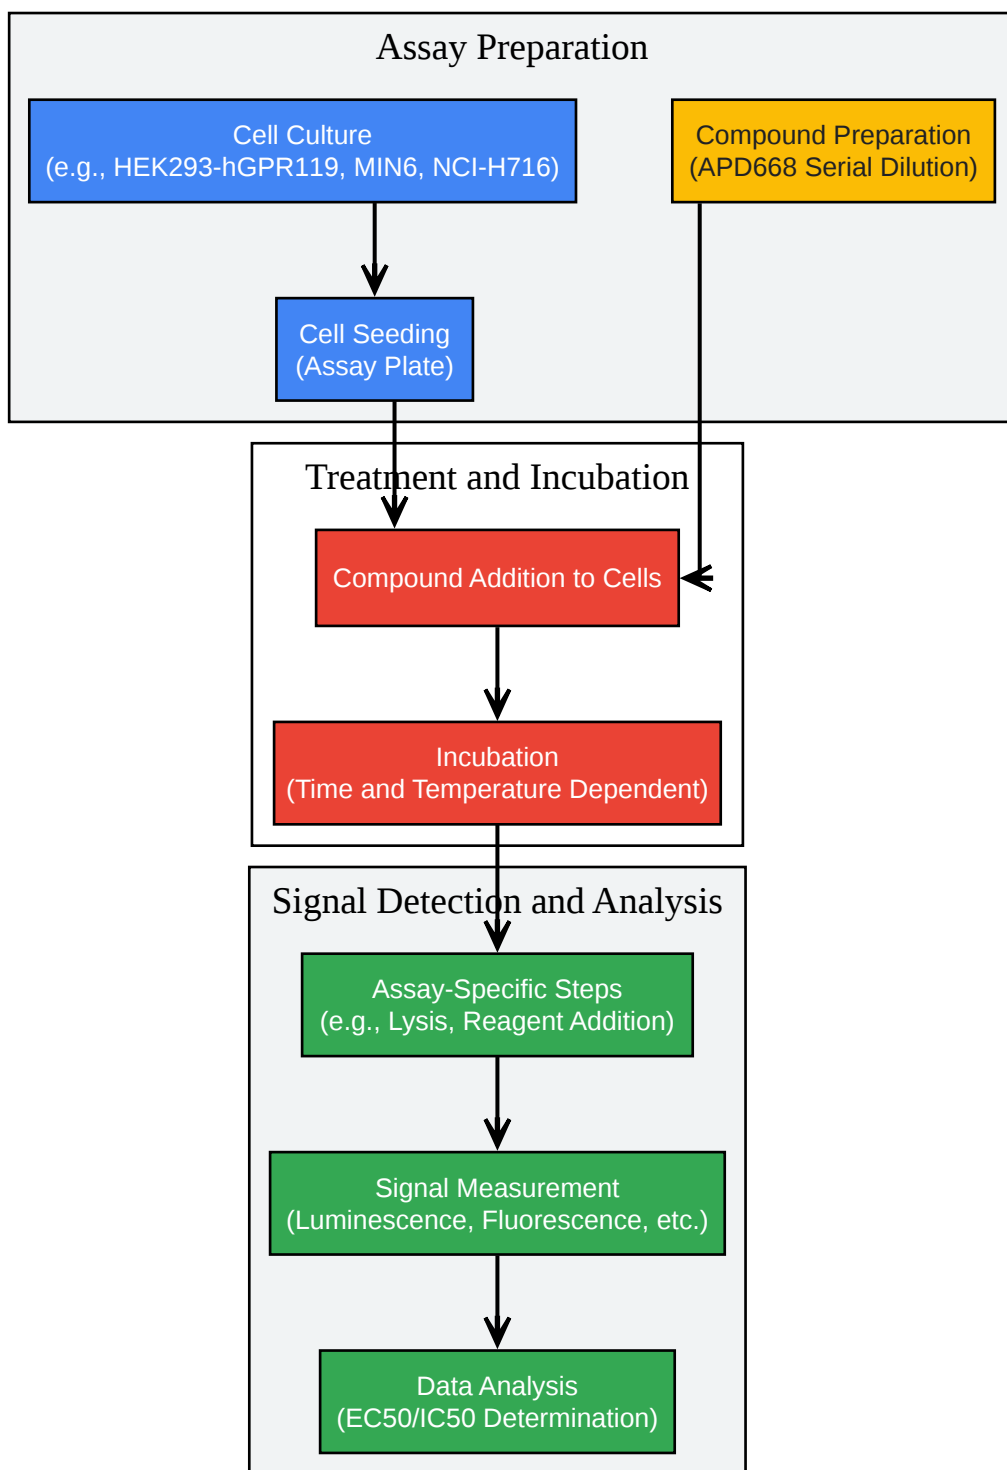 Assay Preparation
Cell Culture
(e.g., HEK293-hGPR119, MIN6, NCI-H716)
Compound Preparation
(APD668 Serial Dilution)
Cell Seeding
(Assay Plate)
Treatment and Incubation
Compound Addition to Cells
Incubation
(Time and Temperature Dependent)
Signal Detection and Analysis
Assay-Specific Steps
(e.g., Lysis, Reagent Addition)
Signal Measurement
(Luminescence, Fluorescence, etc.)
Data Analysis
(EC50/IC50 Determination)